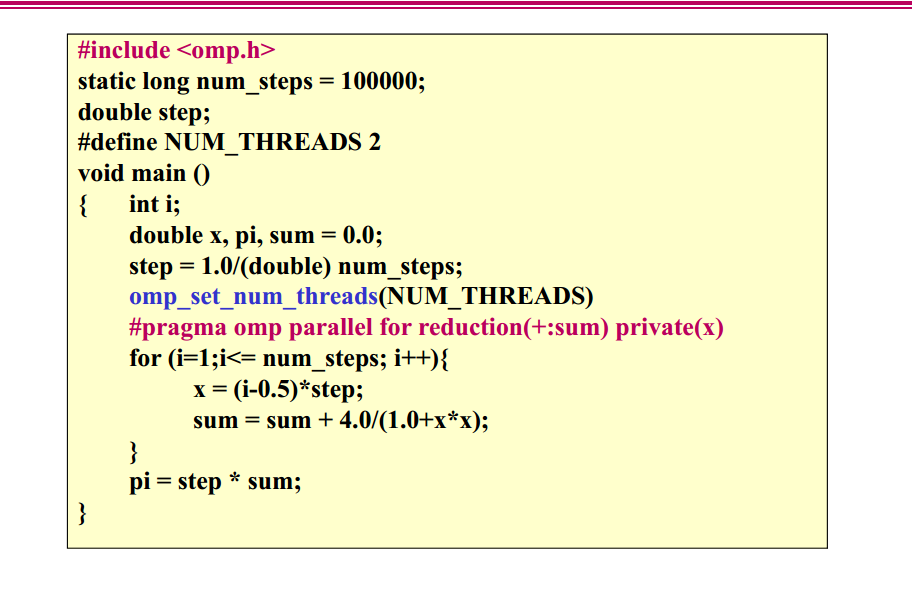 #include <omp.h>
static long num_steps = 100000;
double step;
#define NUM_THREADS 2
void main ()
{ int i;
double x, pi, sum = 0.0;
step = 1.0/(double) num_steps;
omp_set_num_threads(NUM_THREADS)
#pragma omp parallel for reduction(+:sum) private(x)
for (i=1;i<= num_steps; i++){
x = (i-0.5)*step;
sum = sum + 4.0/(1.0+x*x);
}
pi = step * sum;
}